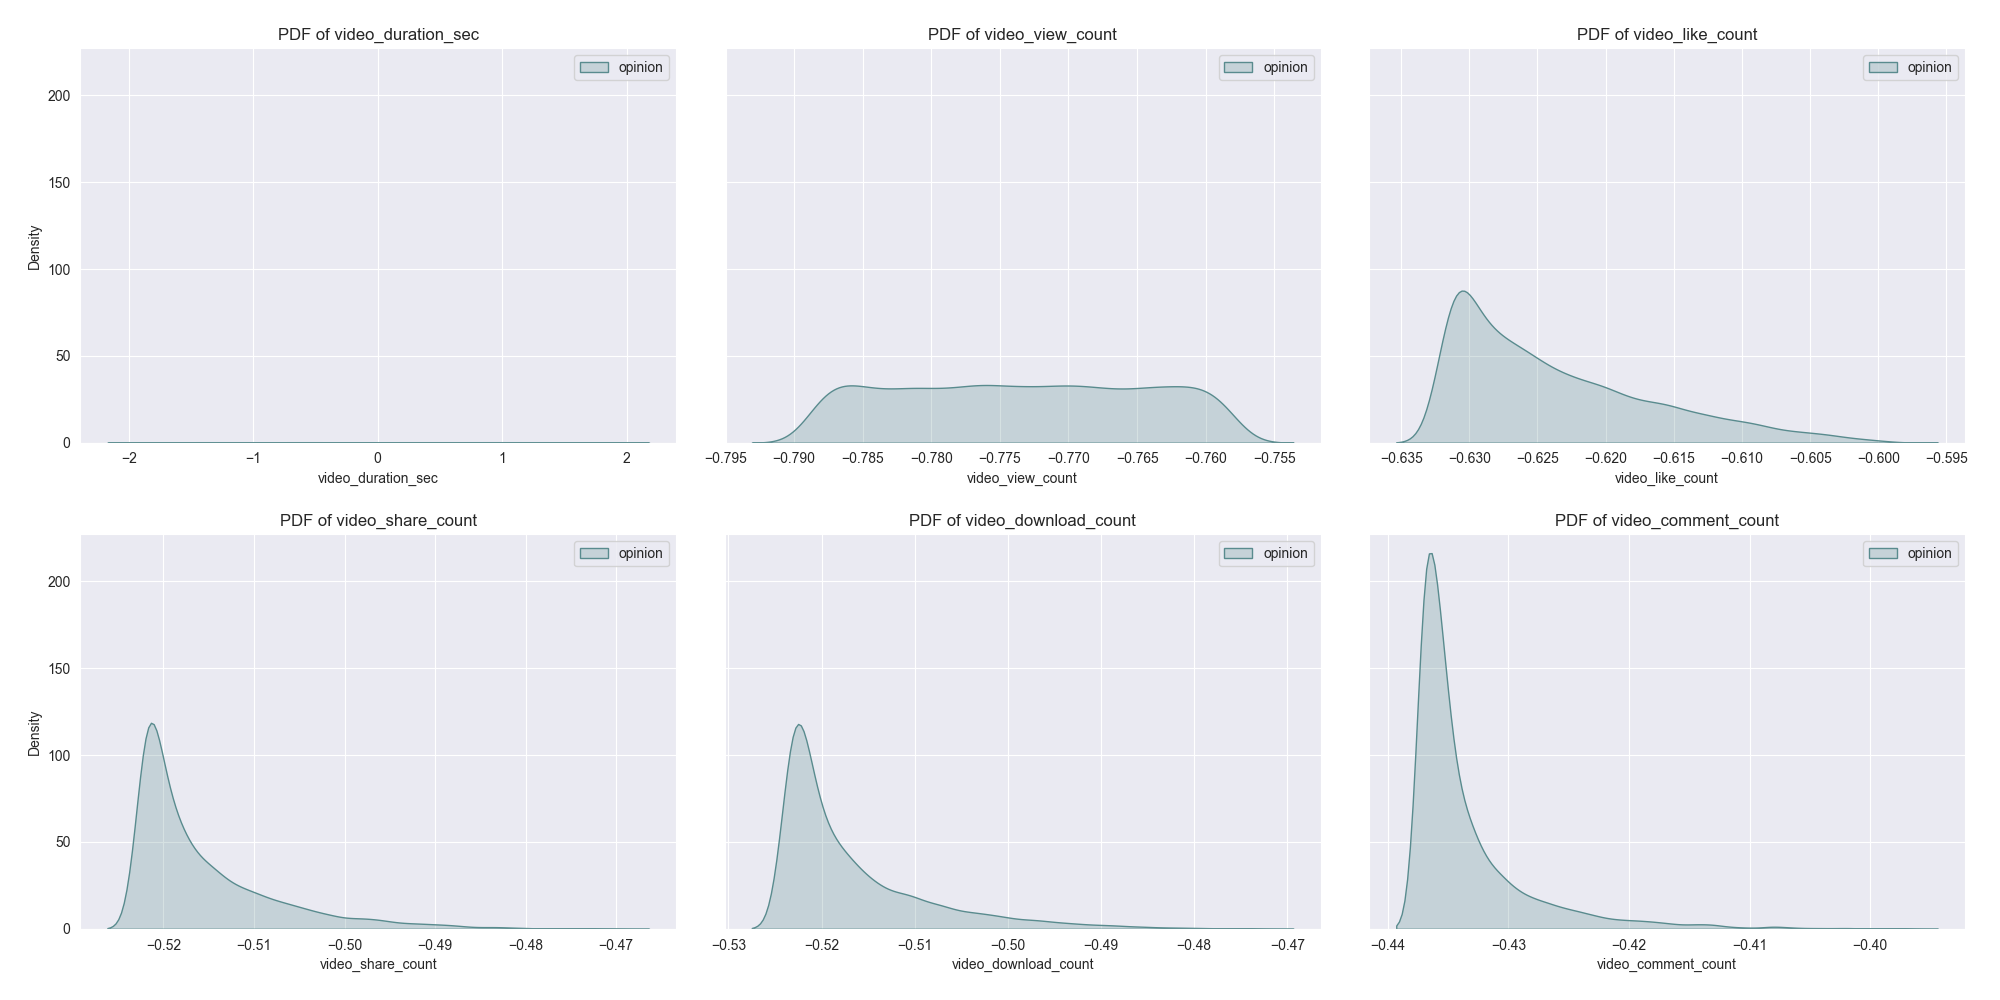 PDF of video_duration_sec
opinion
200
150
100
50
0
Density
−2 −1 0 1 2
video_duration_sec
PDF of video_view_count
opinion
−0.795 −0.790 −0.785 −0.780 −0.775 −0.770 −0.765 −0.760 −0.755
video_view_count
PDF of video_like_count
opinion
−0.635 −0.630 −0.625 −0.620 −0.615 −0.610 −0.605 −0.600 −0.595
video_like_count
PDF of video_share_count
opinion
200
150
100
50
0
Density
−0.52 −0.51 −0.50 −0.49 −0.48 −0.47
video_share_count
PDF of video_download_count
opinion
−0.53 −0.52 −0.51 −0.50 −0.49 −0.48 −0.47
video_download_count
PDF of video_comment_count
opinion
−0.44 −0.43 −0.42 −0.41 −0.40
video_comment_count